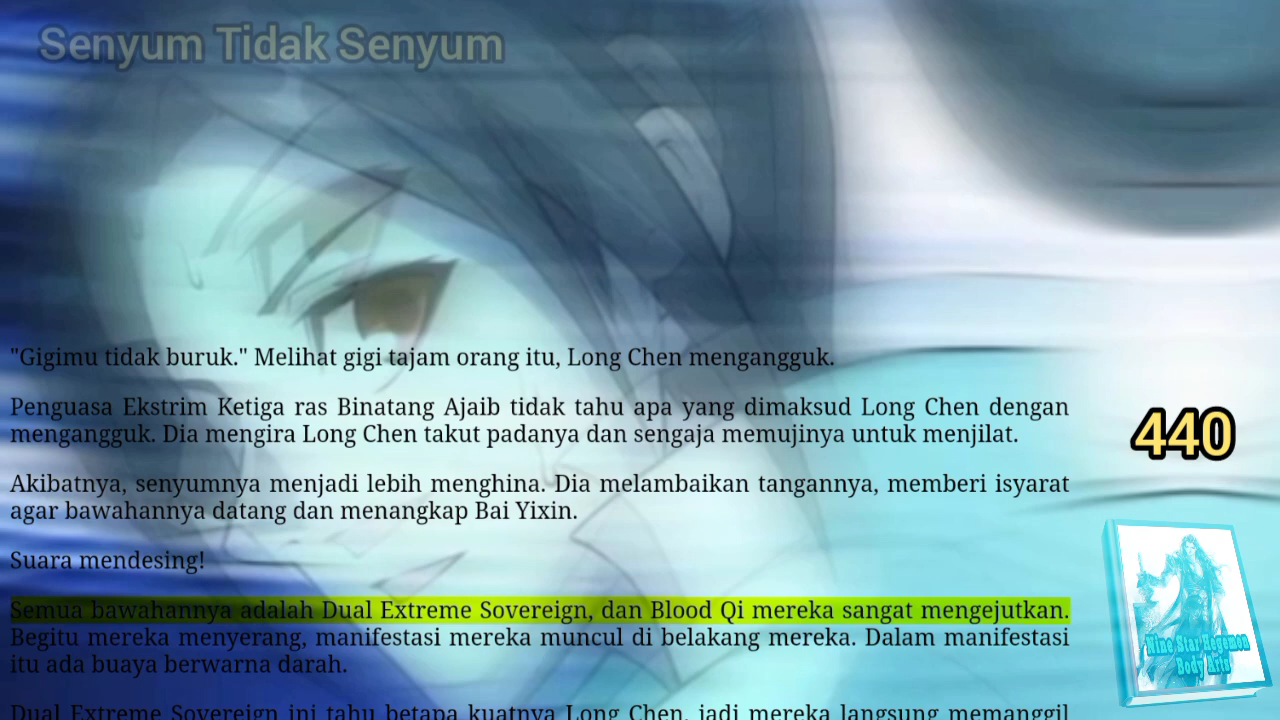 Senyum Tidak Senyum
"Gigimu tidak buruk." Melihat gigi tajam orang itu, Long Chen mengangguk.
Penguasa Ekstrim Ketiga ras Binatang Ajaib tidak tahu apa yang dimaksud Long Chen dengan
mengangguk. Dia mengira Long Chen takut padanya dan sengaja memujinya untuk menjilat.
Akibatnya, senyumnya menjadi lebih menghina. Dia melambaikan tangannya, memberi isyarat
agar bawahannya datang dan menangkap Bai Yixin.
Suara mendesing!
Semua bawahannya adalah Dual Extreme Sovereign, dan Blood Qi mereka sangat mengejutkan.
Begitu mereka menyerang, manifestasi mereka muncul di belakang mereka. Dalam manifestasi
itu ada buaya berwarna darah.
Dual Extreme Sovereign ini tahu betapa kuatnya Long Chen, jadi mereka langsung memanggil
440
Nine Star Hegemon
Body Arts